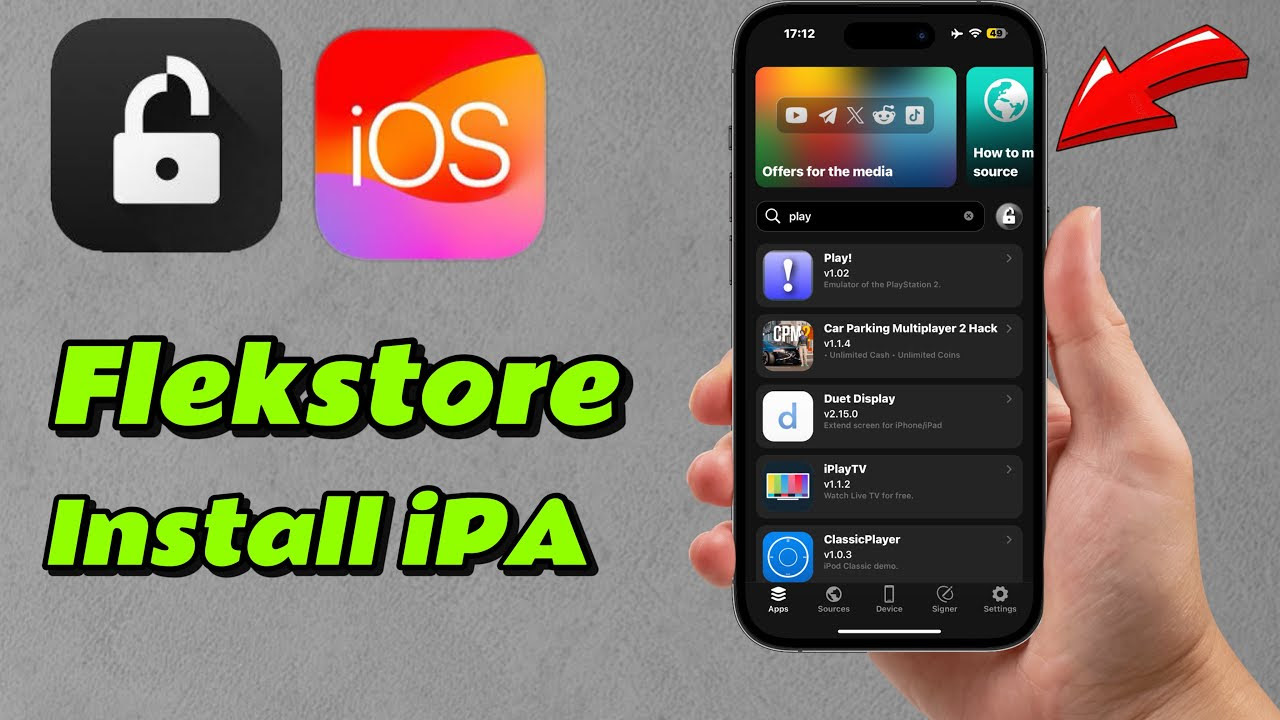 iOS
Flekstore
Install iPA
17:12
49
Offers for the media
How to m
source
play
Play!
v1.02
Emulator of the PlayStation 2.
CPM2
Car Parking Multiplayer 2 Hack
v1.1.4
• Unlimited Cash • Unlimited Coins
d
Duet Display
v2.15.0
Extend screen for iPhone/iPad
iPlayTV
v1.1.2
Watch Live TV for free.
ClassicPlayer
v1.0.3
iPod Classic demo.
Apps
Sources
Device
Signer
Settings